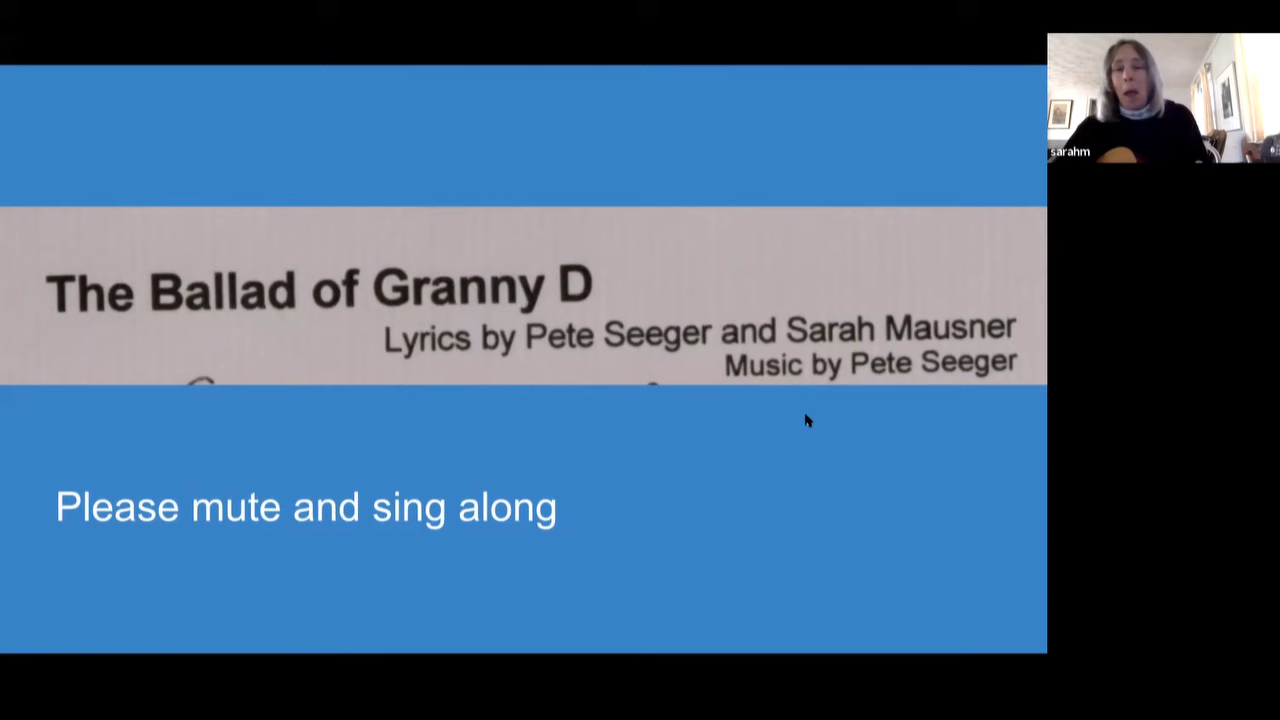 The Ballad of Granny D
Lyrics by Pete Seeger and Sarah Mausner
Music by Pete Seeger
Please mute and sing along
sarahm